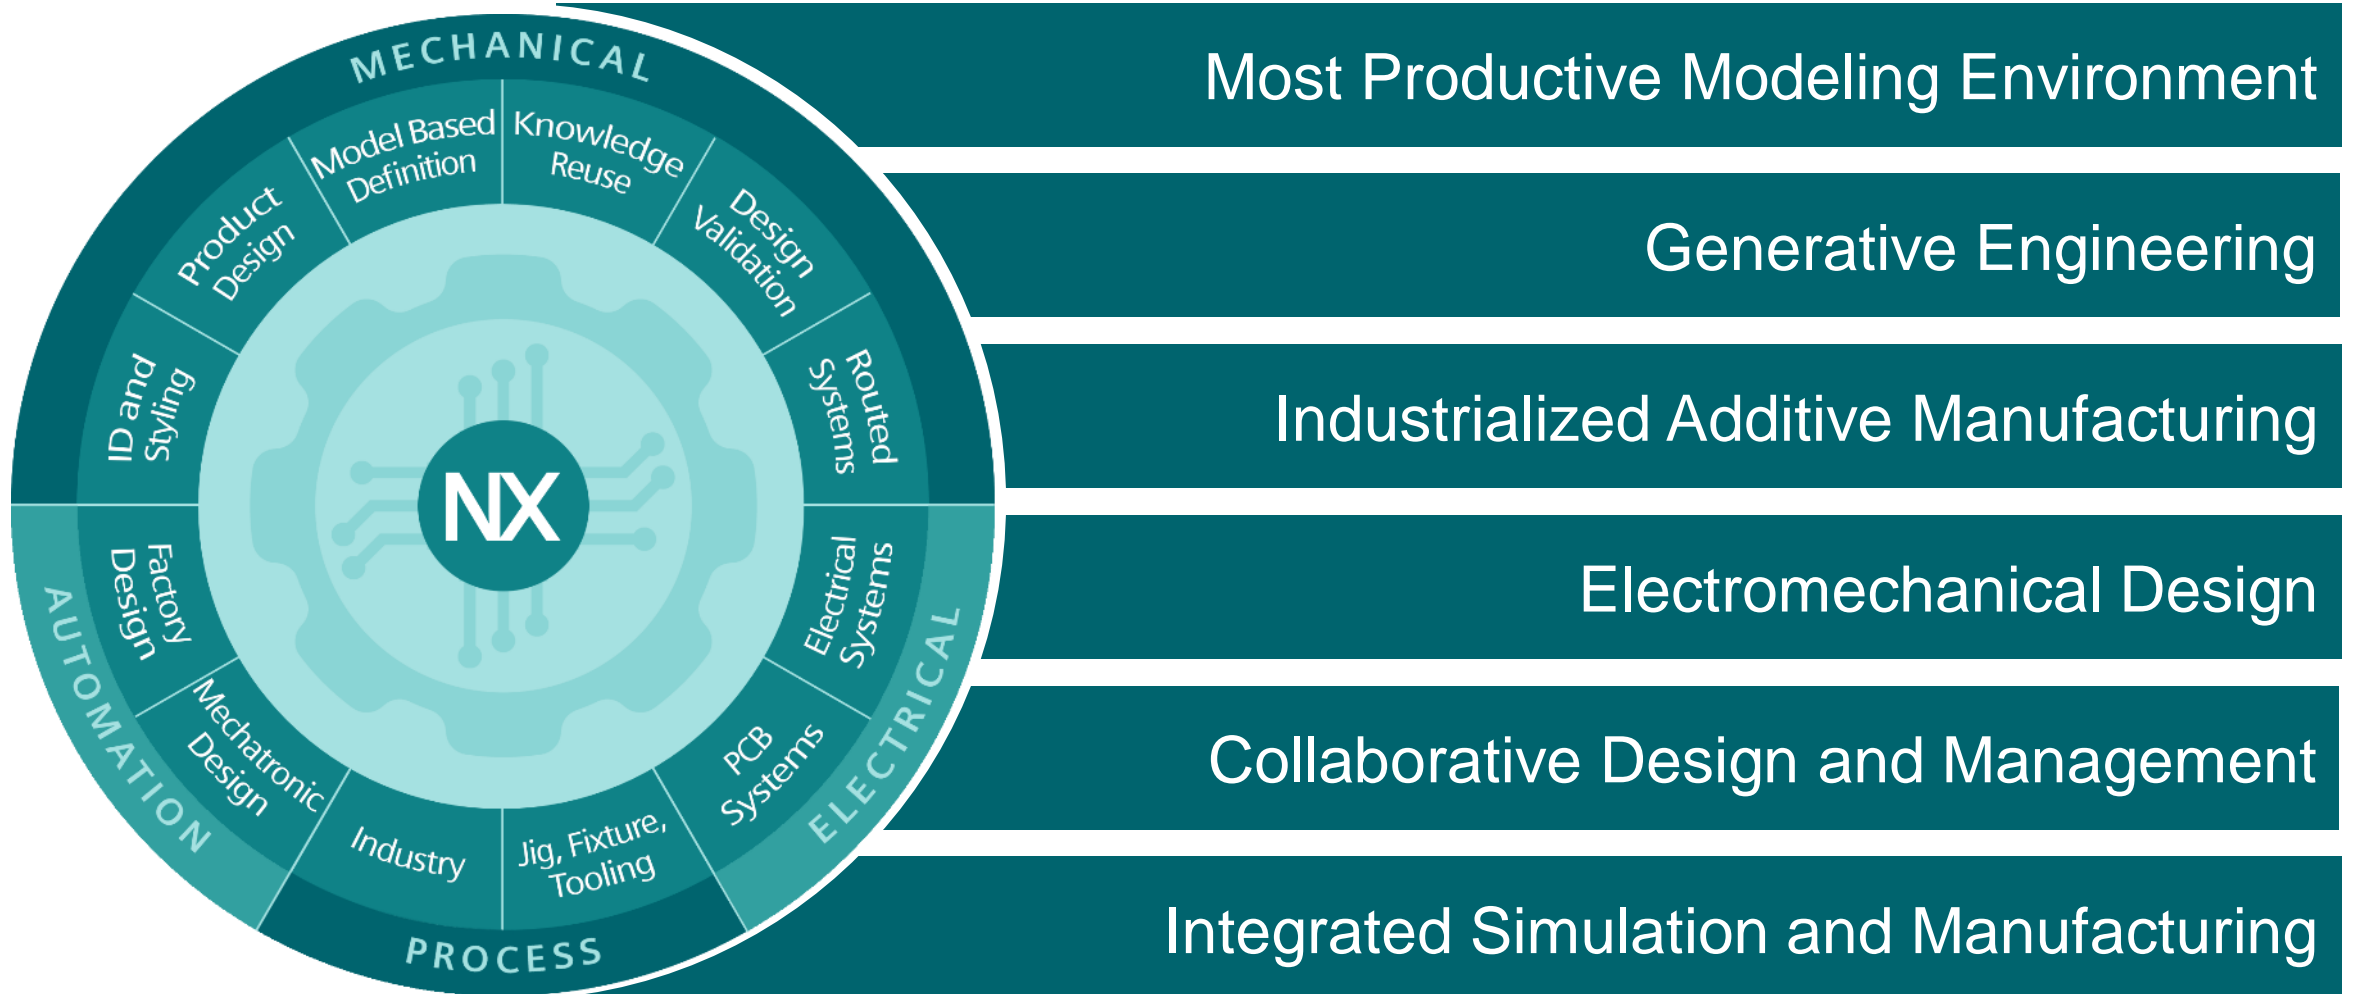 MECHANICAL
Model Based
Definition
Knowledge
Reuse
Design
Validation
Routed
Systems
Electrical
Systems
PCB
Systems
Jig, Fixture,
Tooling
Industry
Mechatronic
Design
Factory
Design
ID and
Styling
Product
Design
ELECTRICAL
PROCESS
AUTOMATION
NX
Most Productive Modeling Environment
Generative Engineering
Industrialized Additive Manufacturing
Electromechanical Design
Collaborative Design and Management
Integrated Simulation and Manufacturing